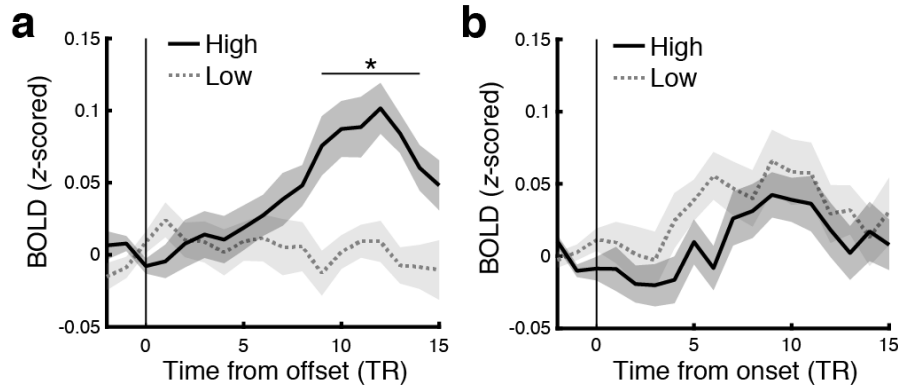 a
BOLD (z-scored)
0.15
0.1
0.05
0
-0.05
High
Low
*
0
5
10
15
Time from offset (TR)
b
BOLD (z-scored)
0.15
0.1
0.05
0
-0.05
High
Low
0
5
10
15
Time from onset (TR)